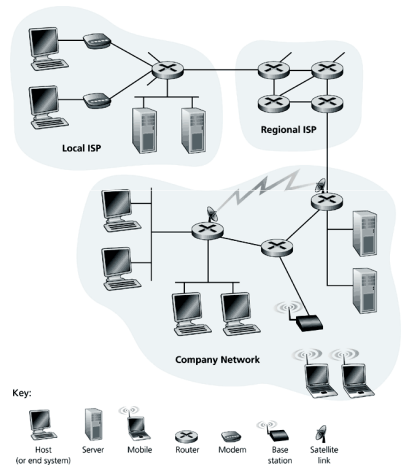 Local ISP
Regional ISP
Company Network
Key:
Host
(or end system)
Server
Mobile
Router
Modem
Base
station
Satellite
link